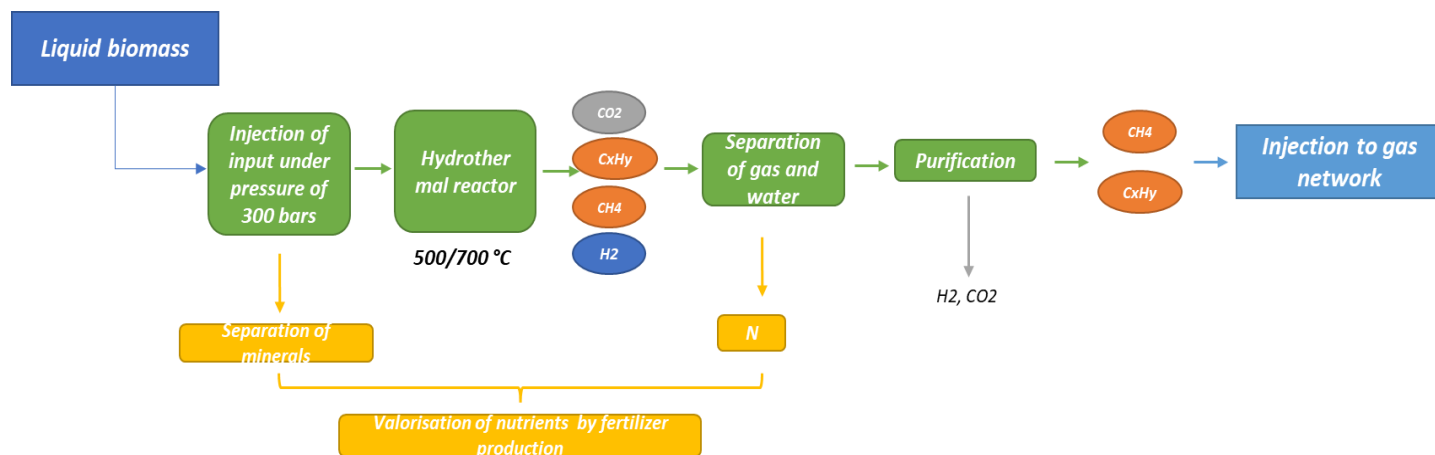 Liquid biomass
Injection of
input under
pressure of
300 bars
Hydrother
mal reactor
500/700 °C
CO2
CxHy
CH4
H2
Separation
of gas and
water
Purification
CH4
CxHy
Injection to gas
network
H2, CO2
Separation of
minerals
N
Valorisation of nutrients by fertilizer
production